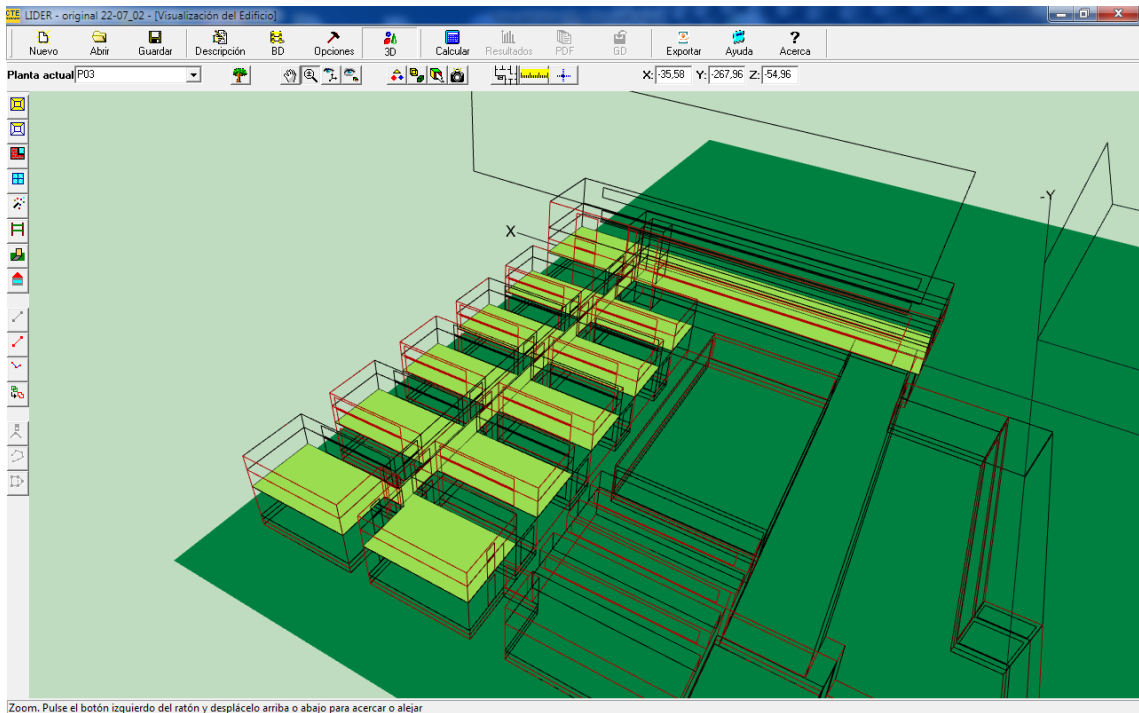 CTE LIDER - original 22-07_02 - [Visualización del Edificio]
Nuevo Abrir Guardar Descripción BD Opciones 3D Calcular Resultados PDF GD Exportar Ayuda Acerca
Planta actual P03 X: -35,58 Y: -267,96 Z: -54,96
-Y
X
Zoom. Pulse el botón izquierdo del ratón y desplácelo arriba o abajo para acercar o alejar